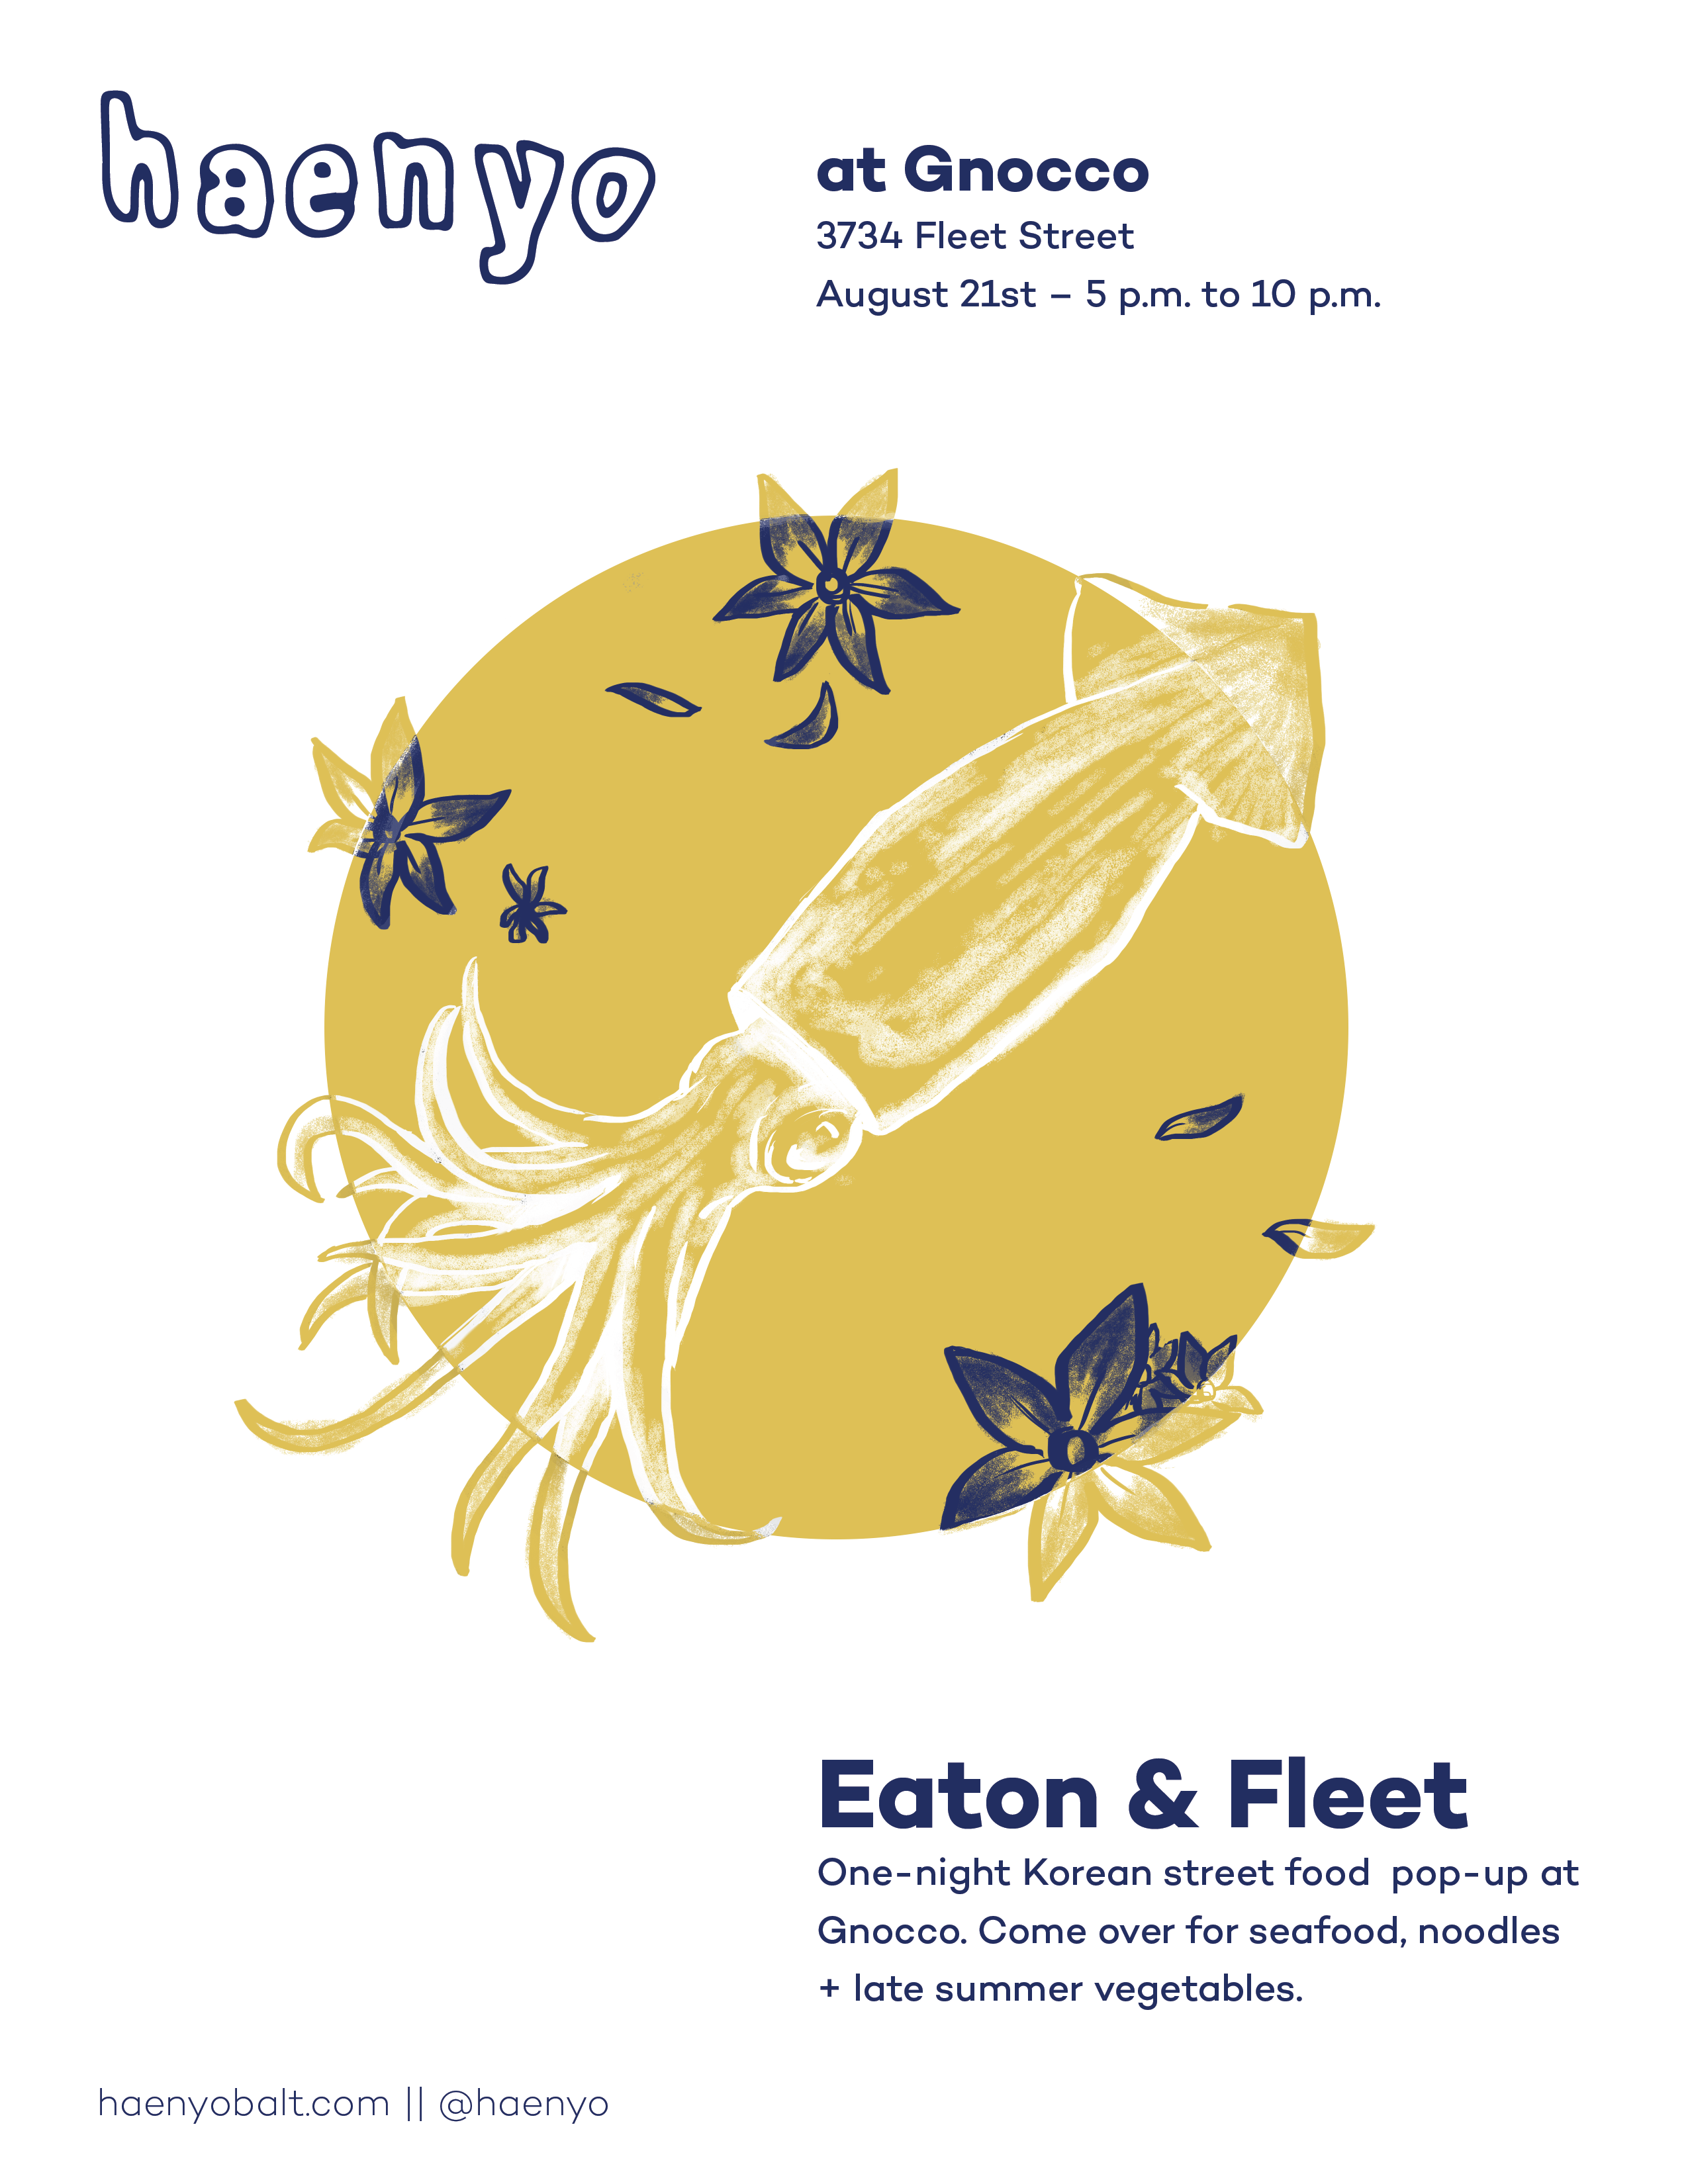 haenyo
at Gnocco
3734 Fleet Street
August 21st – 5 p.m. to 10 p.m.
Eaton & Fleet
One-night Korean street food  pop-up at
Gnocco. Come over for seafood, noodles
+ late summer vegetables.
haenyobalt.com || @haenyo